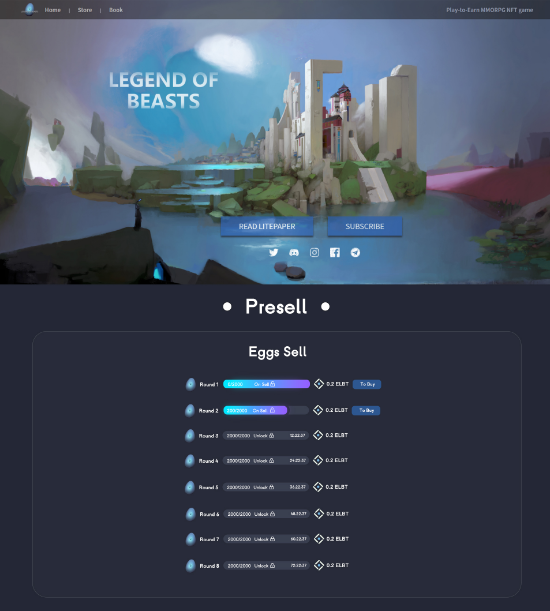 Home | Store | Book
Play-to-Earn MMORPG NFT game
LEGEND OF
BEASTS
READ LITEPAPER
SUBSCRIBE
Presell
Eggs Sell
Round 1 0/2000 On Sell 0.2 ELBT To Buy
Round 2 200/2000 On Sell 0.2 ELBT To Buy
Round 3 2000/2000 Unlock 12:22:37 0.2 ELBT
Round 4 2000/2000 Unlock 24:22:37 0.2 ELBT
Round 5 2000/2000 Unlock 36:22:37 0.2 ELBT
Round 6 2000/2000 Unlock 48:22:37 0.2 ELBT
Round 7 2000/2000 Unlock 60:22:37 0.2 ELBT
Round 8 2000/2000 Unlock 72:22:37 0.2 ELBT